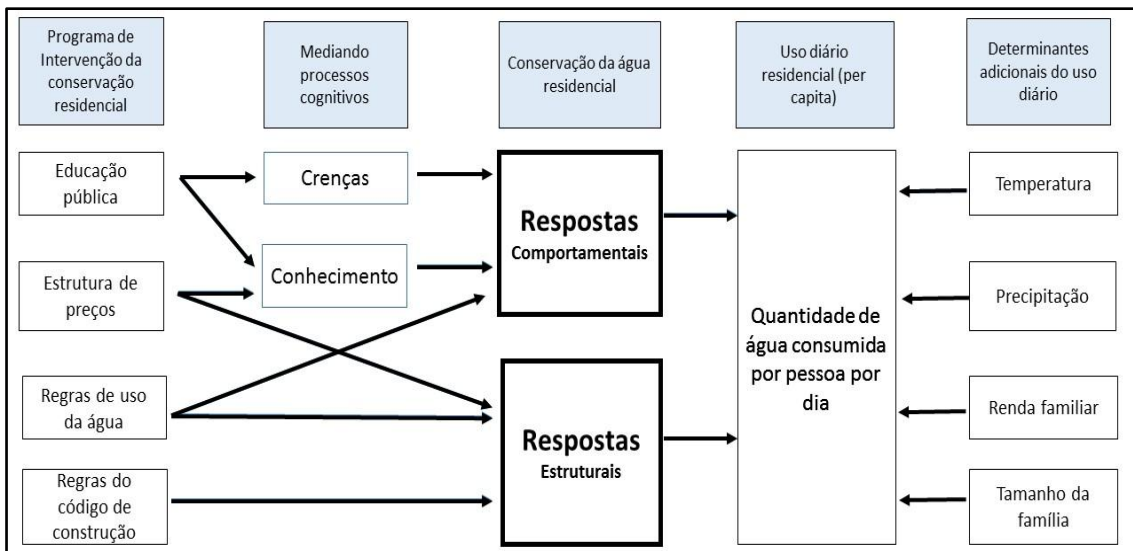 Programa de
Intervenção da
conservação
residencial
Mediando
processos
cognitivos
Conservação da água
residencial
Uso diário
residencial (per
capita)
Determinantes
adicionais do uso
diário
Educação
pública
Estrutura de
preços
Regras de uso
da água
Regras do
código de
construção
Crenças
Conhecimento
Respostas
Comportamentais
Respostas
Estruturais
Quantidade de
água consumida
por pessoa por
dia
Temperatura
Precipitação
Renda familiar
Tamanho da
família